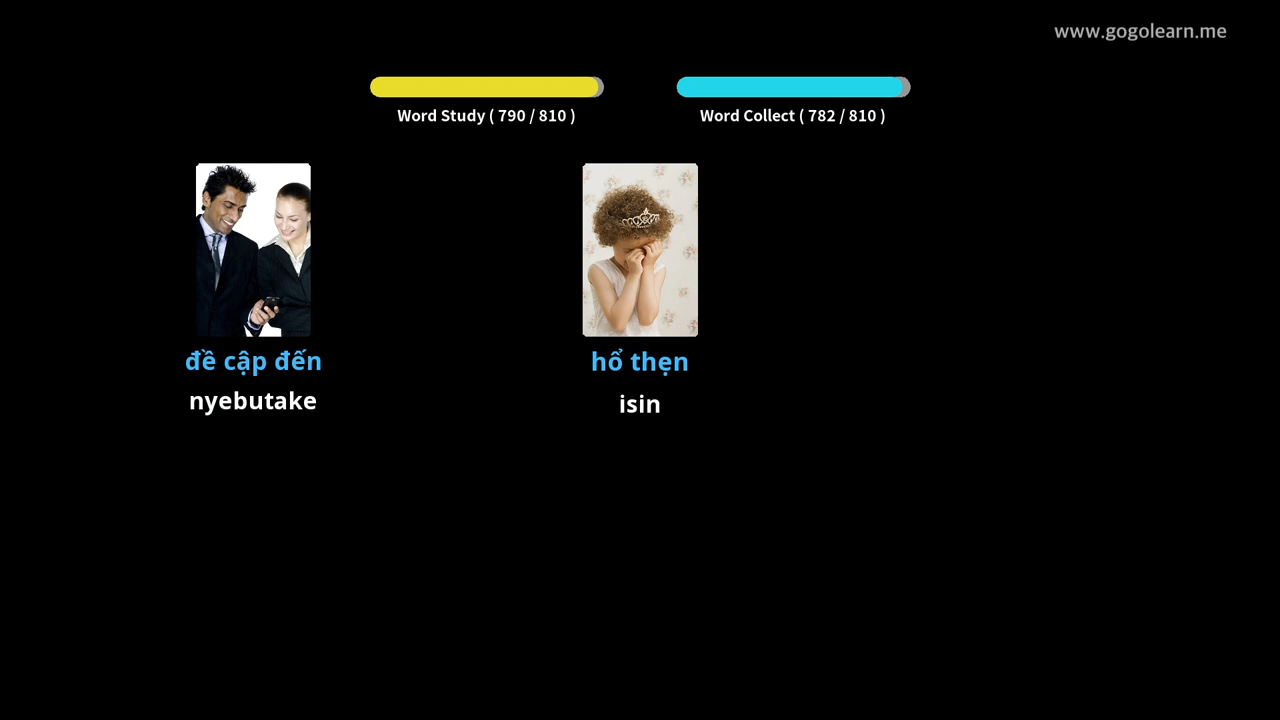 www.gogolearn.me
Word Study ( 790 / 810 )
Word Collect ( 782 / 810 )
đề cập đến
nyebutake
hổ thẹn
isin